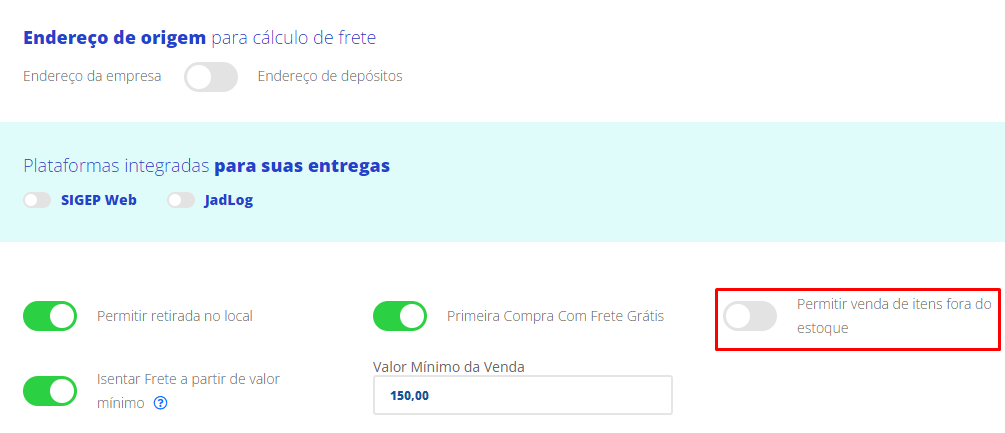 Endereço de origem para cálculo de frete
Endereço da empresa Endereço de depósitos
Plataformas integradas para suas entregas
SIGEP Web JadLog
Permitir retirada no local
Primeira Compra Com Frete Grátis
Permitir venda de itens fora do
estoque
Isentar Frete a partir de valor
mínimo ?
Valor Mínimo da Venda
150,00